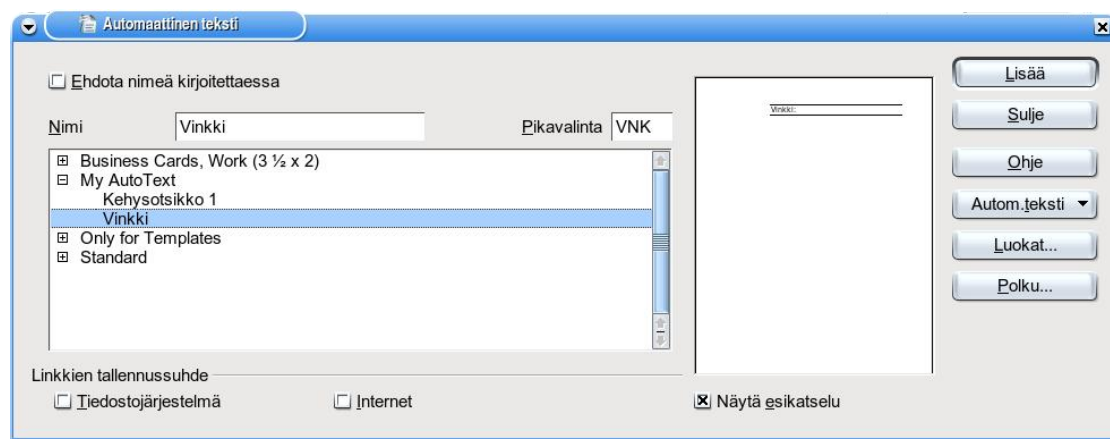 Automaattinen teksti
Ehdota nimeä kirjoitettaessa
Nimi Vinkki Pikavalinta VNK
Business Cards, Work (3 ½ x 2)
My AutoText
Kehysotsikko 1
Vinkki
Only for Templates
Standard
Linkkien tallennussuhde
Tiedostojärjestelmä Internet
Vinkki:
Näytä esikatselu
Lisää
Sulje
Ohje
Autom.teksti
Luokat...
Polku...